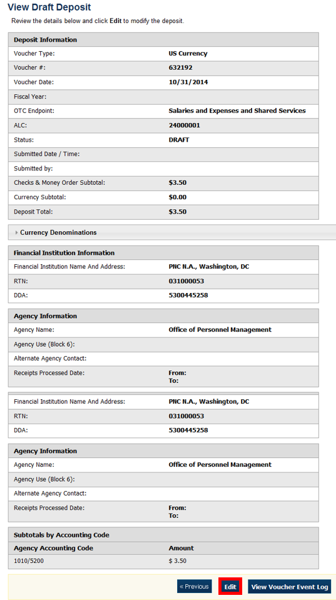 View Draft Deposit
Review the details below and click Edit to modify the deposit.
Deposit Information
Voucher Type: US Currency
Voucher #: 632192
Voucher Date: 10/31/2014
Fiscal Year:
OTC Endpoint: Salaries and Expenses and Shared Services
ALC: 24000001
Status: DRAFT
Submitted Date / Time:
Submitted by:
Checks & Money Order Subtotal: $3.50
Currency Subtotal: $0.00
Deposit Total: $3.50
Currency Denominations
Financial Institution Information
Financial Institution Name And Address: PNC N.A., Washington, DC
RTN: 031000053
DDA: 5300445258
Agency Information
Agency Name: Office of Personnel Management
Agency Use (Block 6):
Alternate Agency Contact:
Receipts Processed Date: From:
To:
Financial Institution Name And Address: PNC N.A., Washington, DC
RTN: 031000053
DDA: 5300445258
Agency Information
Agency Name: Office of Personnel Management
Agency Use (Block 6):
Alternate Agency Contact:
Receipts Processed Date: From:
To:
Subtotals by Accounting Code
Agency Accounting Code Amount
1010/5200 $ 3.50
< Previous Edit View Voucher Event Log